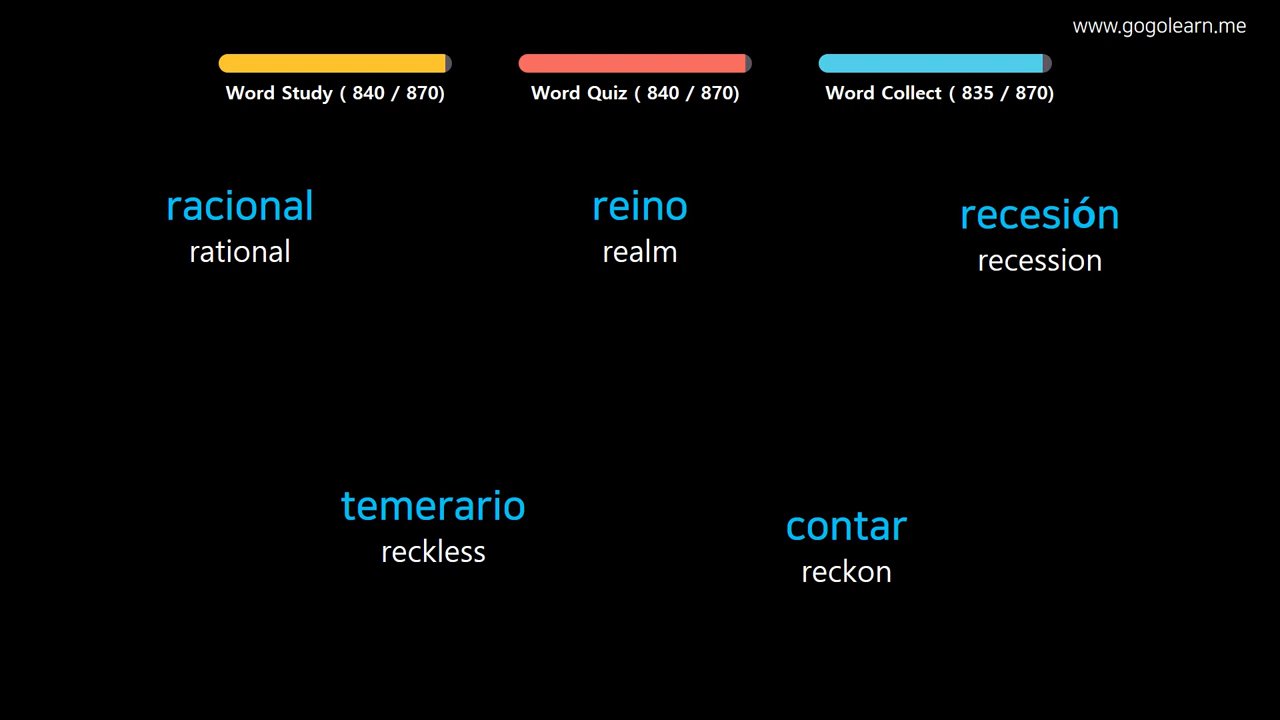 www.gogolearn.me
Word Study ( 840 / 870)
Word Quiz ( 840 / 870)
Word Collect ( 835 / 870)
racional
rational
reino
realm
recesión
recession
temerario
reckless
contar
reckon